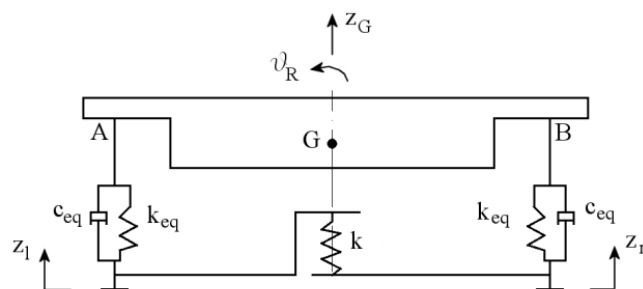 z_G
ϑ_R
A B
G
c_eq k_eq k k_eq c_eq
z_l z_r